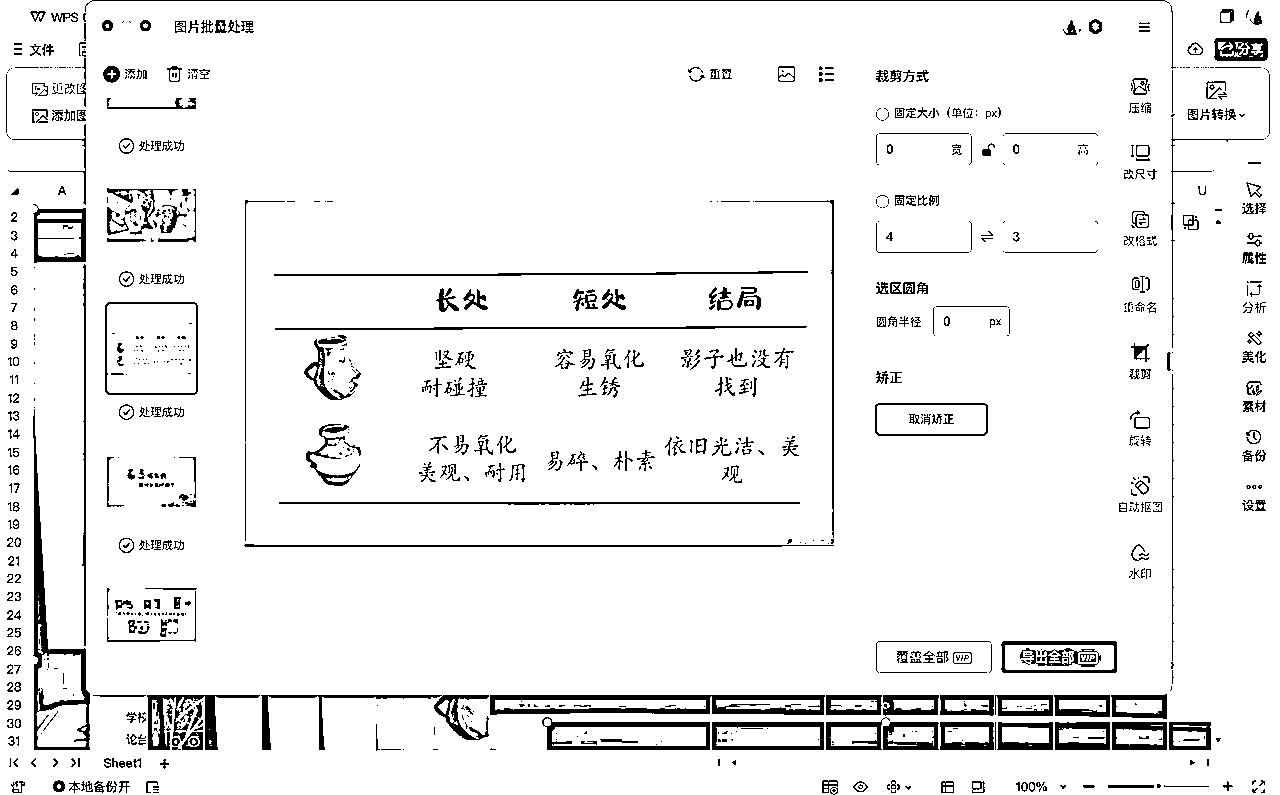 WPS
图片批量处理
文件
分享
添加
清空
重置
裁剪方式
压缩
更改图
添加图
图片转换
固定大小（单位：px）
0 宽
0 高
处理成功
改尺寸
A
U
选择
固定比例
4
3
改格式
属性
处理成功
选区圆角
重命名
分析
圆角半径
0 px
长处 短处 结局
坚硬
耐碰撞
容易氧化
生锈
影子也没有
找到
裁剪
美化
矫正
取消矫正
素材
处理成功
旋转
不易氧化
美观、耐用
易碎、朴素
依旧光洁、美
观
备份
自动抠图
设置
处理成功
水印
覆盖全部 VIP
导出全部 VIP
2
3
4
5
6
7
8
9
10
11
12
13
14
15
16
17
18
19
20
21
22
23
24
25
26
27
28
29
30
31
学校
论台
Sheet1
本地备份开
100%